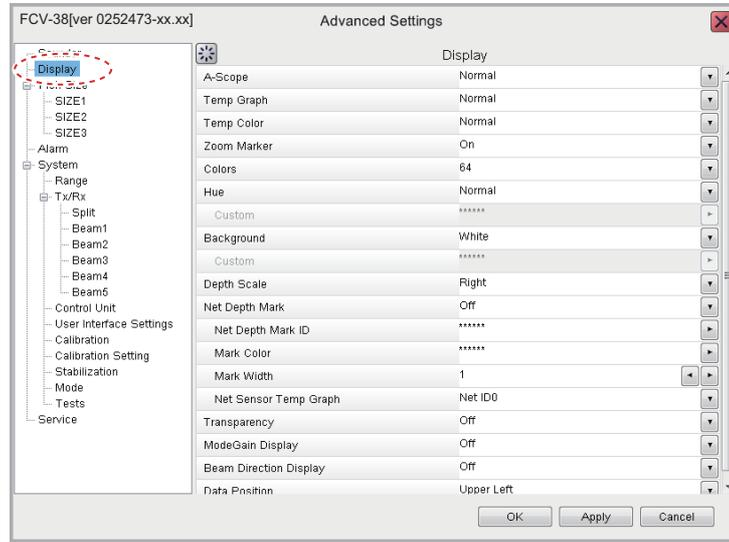 FCV-38[ver 0252473-xx.xx] Advanced Settings
Display
Display
SIZE1
SIZE2
SIZE3
Alarm
System
Range
Tx/Rx
Split
Beam1
Beam2
Beam3
Beam4
Beam5
Control Unit
User Interface Settings
Calibration
Calibration Setting
Stabilization
Mode
Tests
Service
A-Scope Normal
Temp Graph Normal
Temp Color Normal
Zoom Marker On
Colors 64
Hue Normal
Custom ******
Background White
Custom ******
Depth Scale Right
Net Depth Mark Off
Net Depth Mark ID ******
Mark Color ******
Mark Width 1
Net Sensor Temp Graph Net ID0
Transparency Off
ModeGain Display Off
Beam Direction Display Off
Data Position Upper Left
OK Apply Cancel